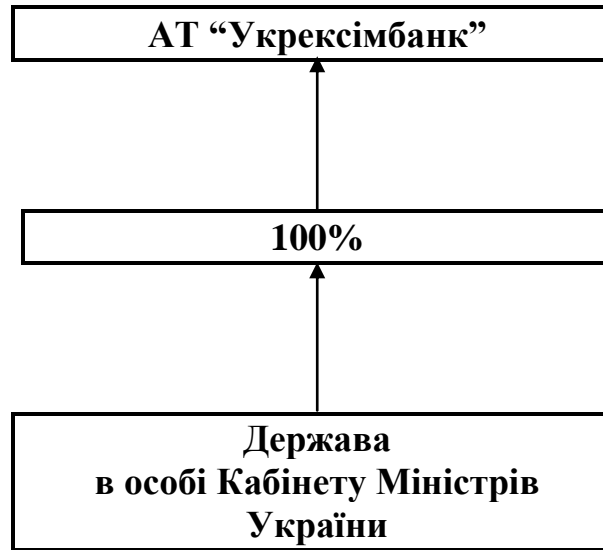 АТ “Укрексімбанк”
100%
Держава
в особі Кабінету Міністрів
України